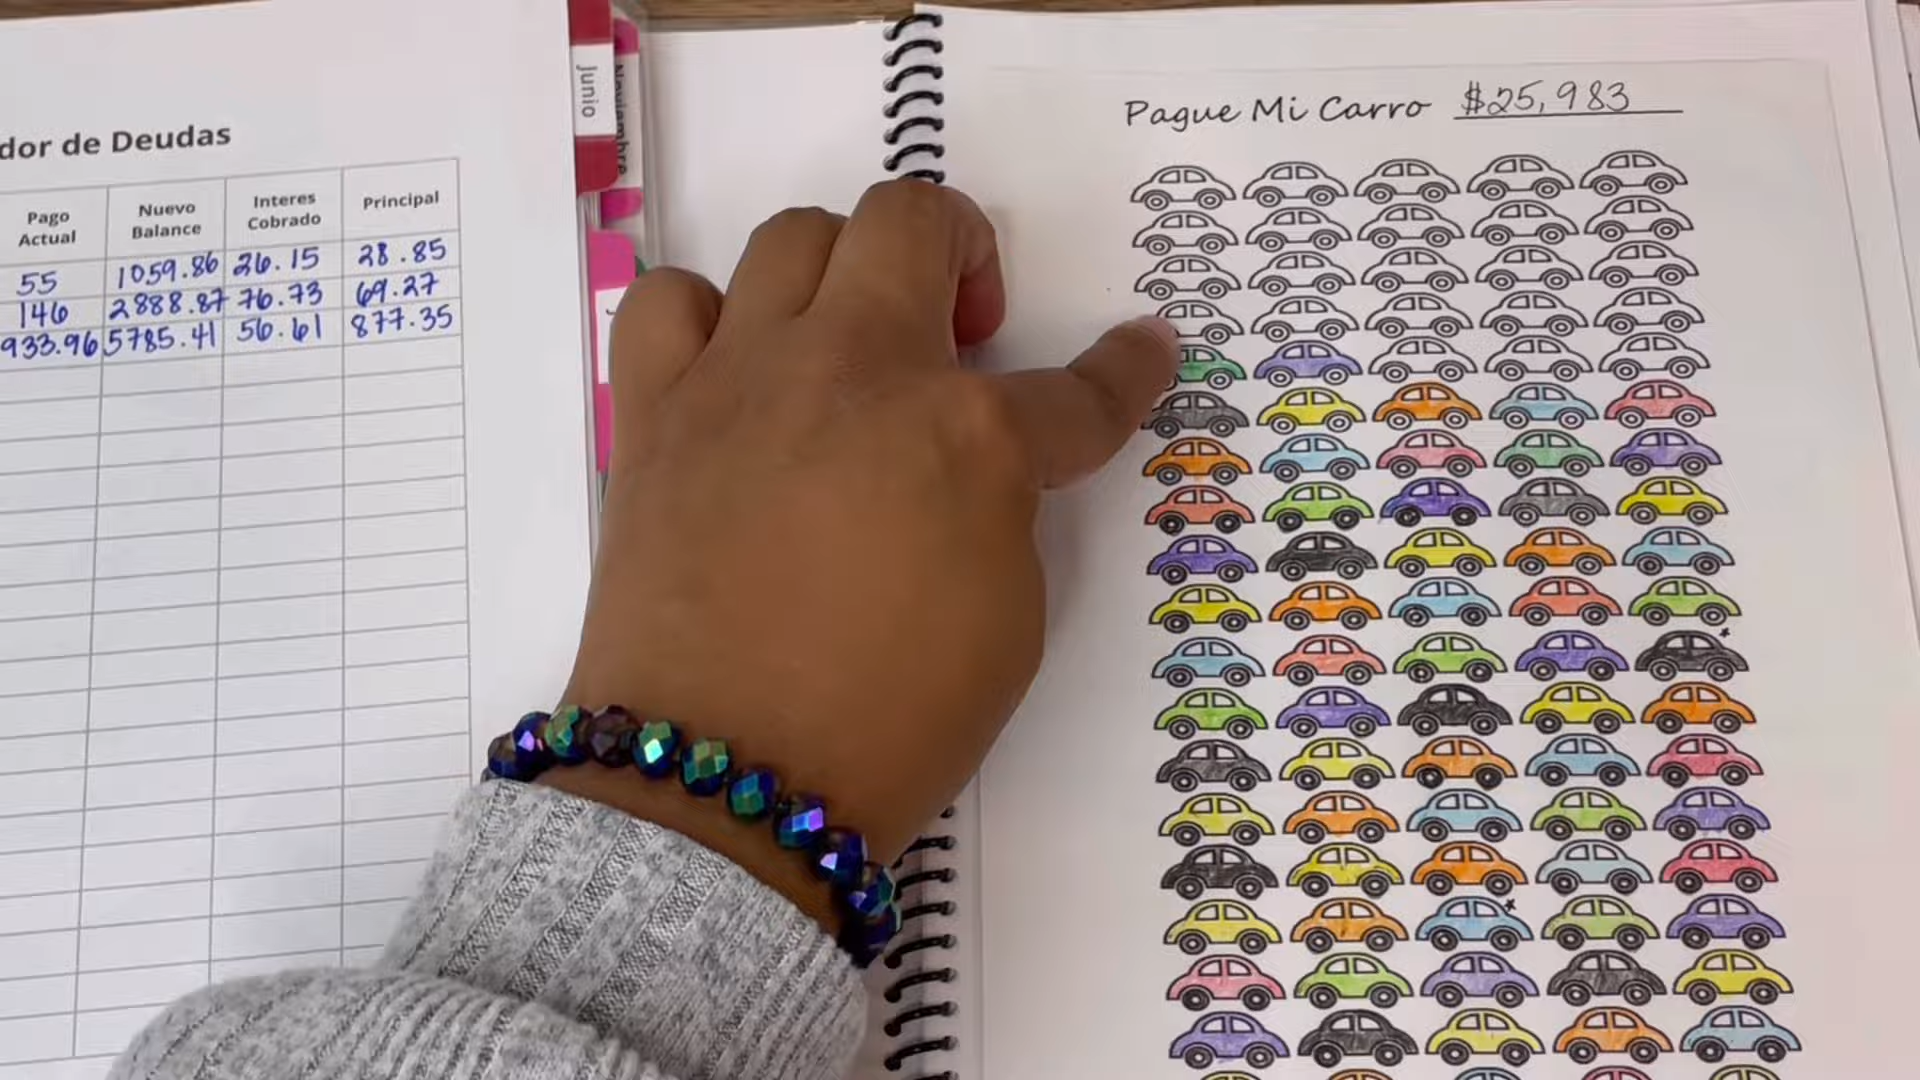 dor de Deudas
Pago Actual Nuevo Balance Interes Cobrado Principal
55 1059.86 26.15 28.85
146 2888.87 76.73 69.27
933.96 5785.41 56.61 877.35
Junio
Noviembre
Pague Mi Carro $25,983